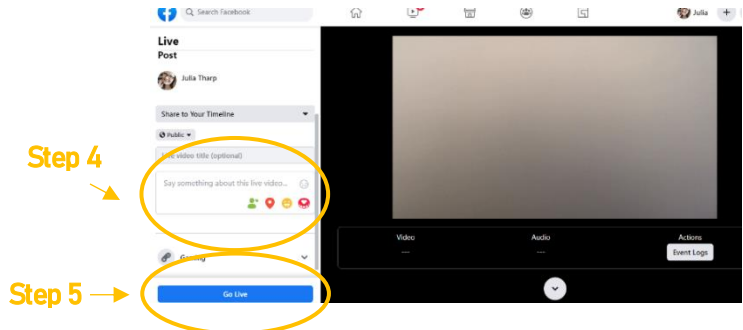 Search Facebook
Julia
Live
Post
Julia Tharp
Share to Your Timeline
Public
Live video title (optional)
Step 4
Say something about this live video...
Gaming
Video
Audio
Actions
---
---
Event Logs
Step 5
Go Live